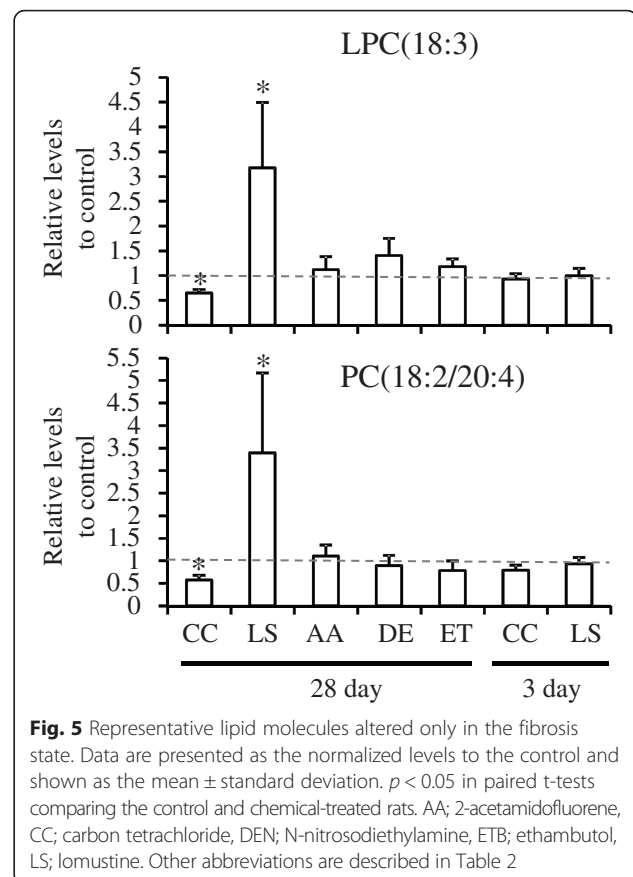 LPC(18:3)
Relative levels
to control
5
4.5
4
3.5
3
2.5
2
1.5
1
0.5
0
*
*
PC(18:2/20:4)
Relative levels
to control
5.5
5
4.5
3.5
3
2.5
2
1.5
1
0.5
0
*
*
CC LS AA DE ET CC LS
28 day 3 day
Fig. 5 Representative lipid molecules altered only in the fibrosis
state. Data are presented as the normalized levels to the control and
shown as the mean ± standard deviation. p < 0.05 in paired t-tests
comparing the control and chemical-treated rats. AA; 2-acetamidofluorene,
CC; carbon tetrachloride, DEN; N-nitrosodiethylamine, ETB; ethambutol,
LS; lomustine. Other abbreviations are described in Table 2